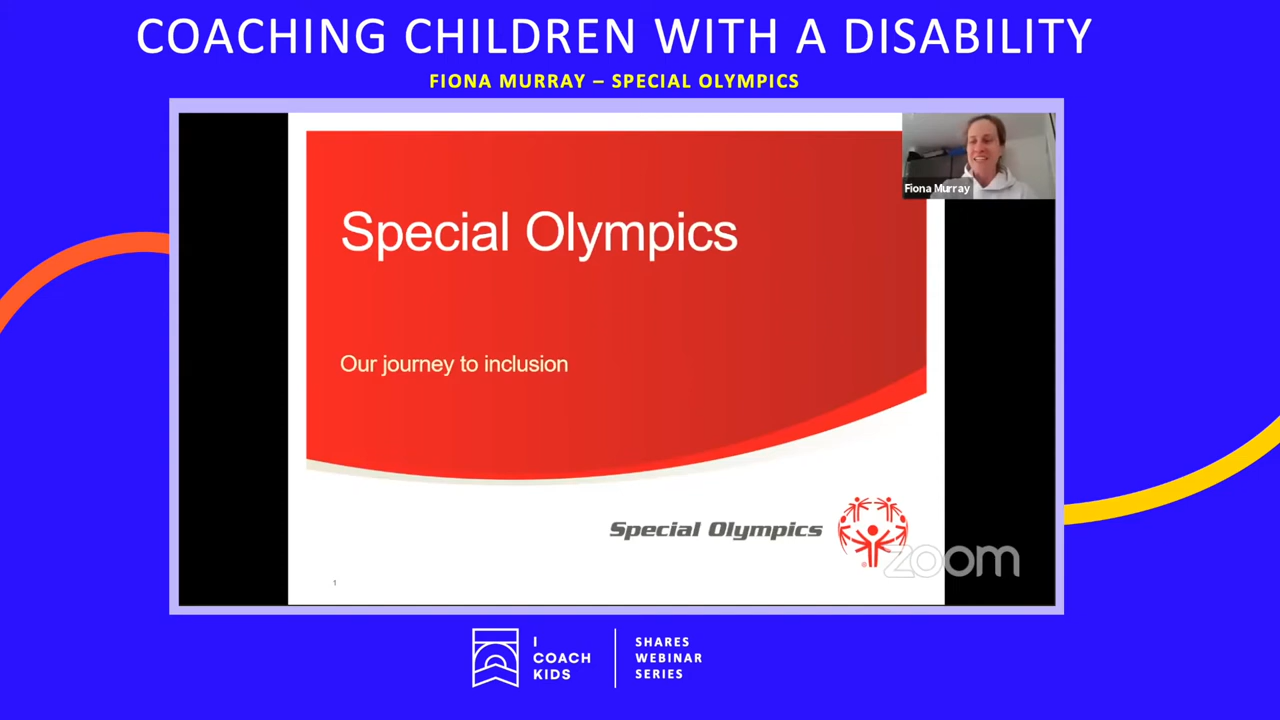 COACHING CHILDREN WITH A DISABILITY
FIONA MURRAY – SPECIAL OLYMPICS
Fiona Murray
Special Olympics
Our journey to inclusion
Special Olympics
®
zoom
1
I
COACH
KIDS
SHARES
WEBINAR
SERIES